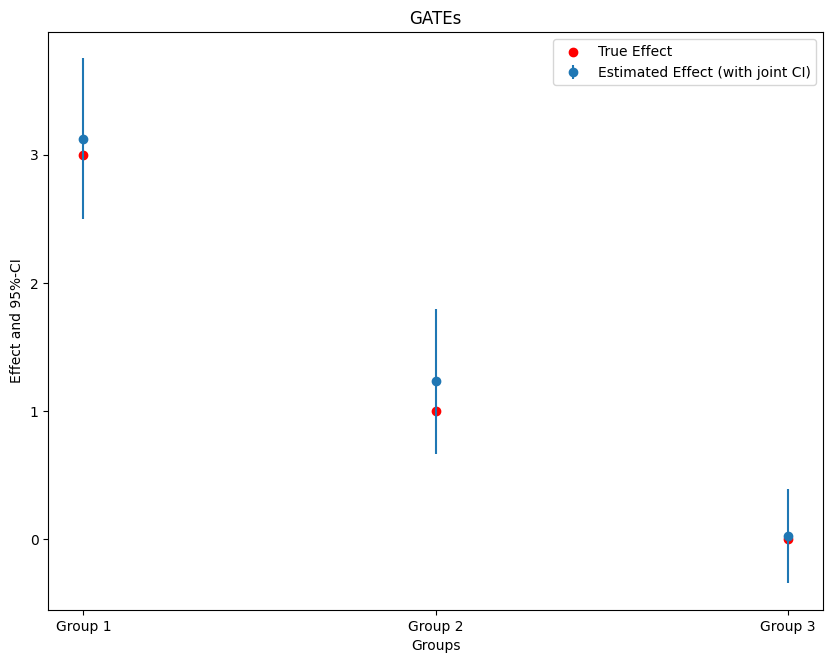 GATEs
True Effect
Estimated Effect (with joint CI)
Effect and 95%-CI
3
2
1
0
Group 1
Group 2
Group 3
Groups